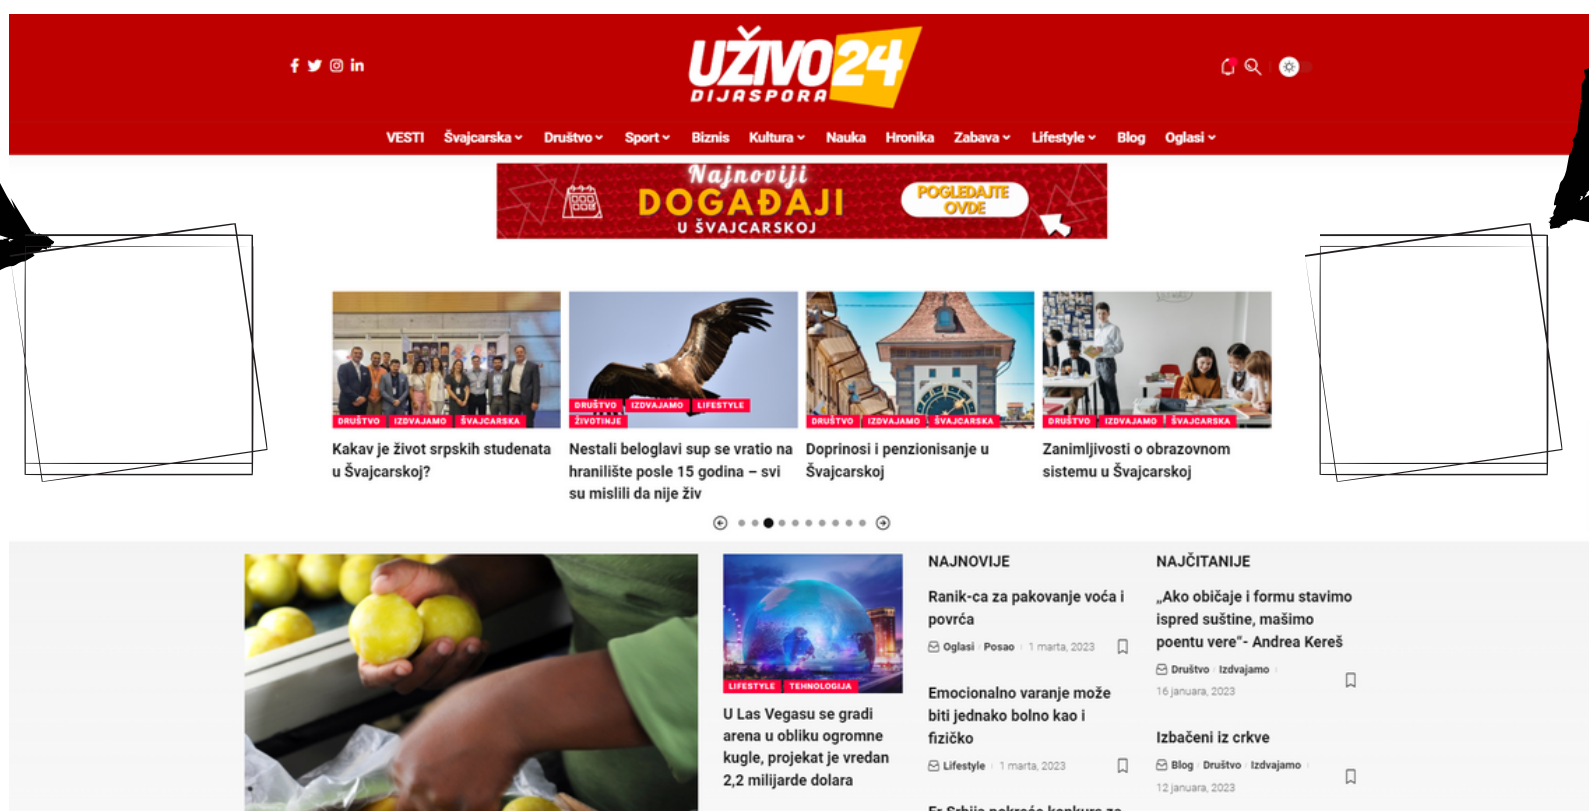 UŽIVO24
DIJASPORA
VESTI Švajcarska Društvo Sport Biznis Kultura Nauka Hronika Zabava Lifestyle Blog Oglasi
Najnoviji
DOGAĐAJI
U ŠVAJCARSKOJ
POGLEDAJTE
OVDE
DRUŠTVO IZDVAJAMO ŠVAJCARSKA
Kakav je život srpskih studenata
u Švajcarskoj?
DRUŠTVO IZDVAJAMO LIFESTYLE
ŽIVOTINJE
Nestali beloglavi sup se vratio na
hranilište posle 15 godina – svi
su mislili da nije živ
DRUŠTVO IZDVAJAMO ŠVAJCARSKA
Doprinosi i penzionisanje u
Švajcarskoj
DRUŠTVO IZDVAJAMO ŠVAJCARSKA
Zanimljivosti o obrazovnom
sistemu u Švajcarskoj
LIFESTYLE TEHNOLOGIJA
U Las Vegasu se gradi
arena u obliku ogromne
kugle, projekat je vredan
2,2 milijarde dolara
NAJNOVIJE
Ranik-ca za pakovanje voća i
povrća
Oglasi Posao 1 marta, 2023
Emocionalno varanje može
biti jednako bolno kao i
fizičko
Lifestyle 1 marta, 2023
NAJČITANIJE
„Ako običaje i formu stavimo
ispred suštine, mašimo
poentu vere“- Andrea Kereš
Društvo Izdvajamo
16 januara, 2023
Izbačeni iz crkve
Blog Društvo Izdvajamo
12 januara, 2023